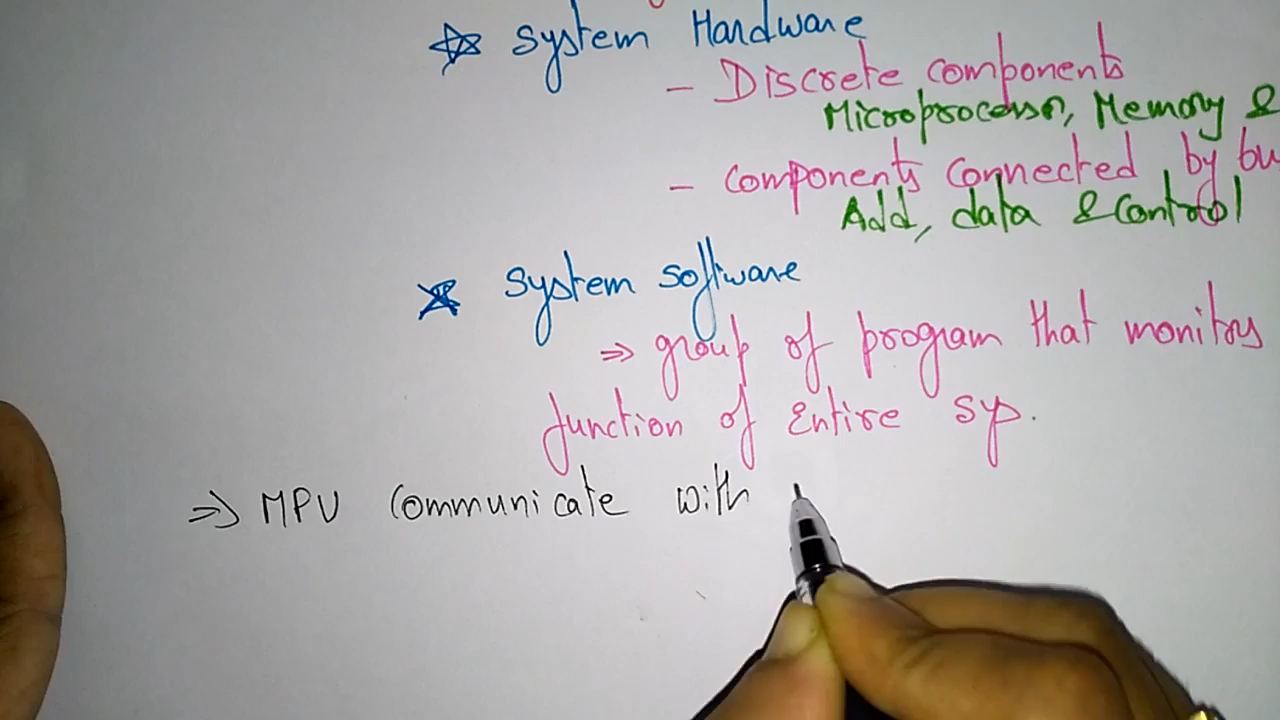 ☆ System Hardware
- Discrete components
Microprocessor, Memory &
- Components Connected by bu
Add, data & Control
☆ System software
⇒ group of program that monitors
function of Entire sys.
⇒ MPU Communicate with